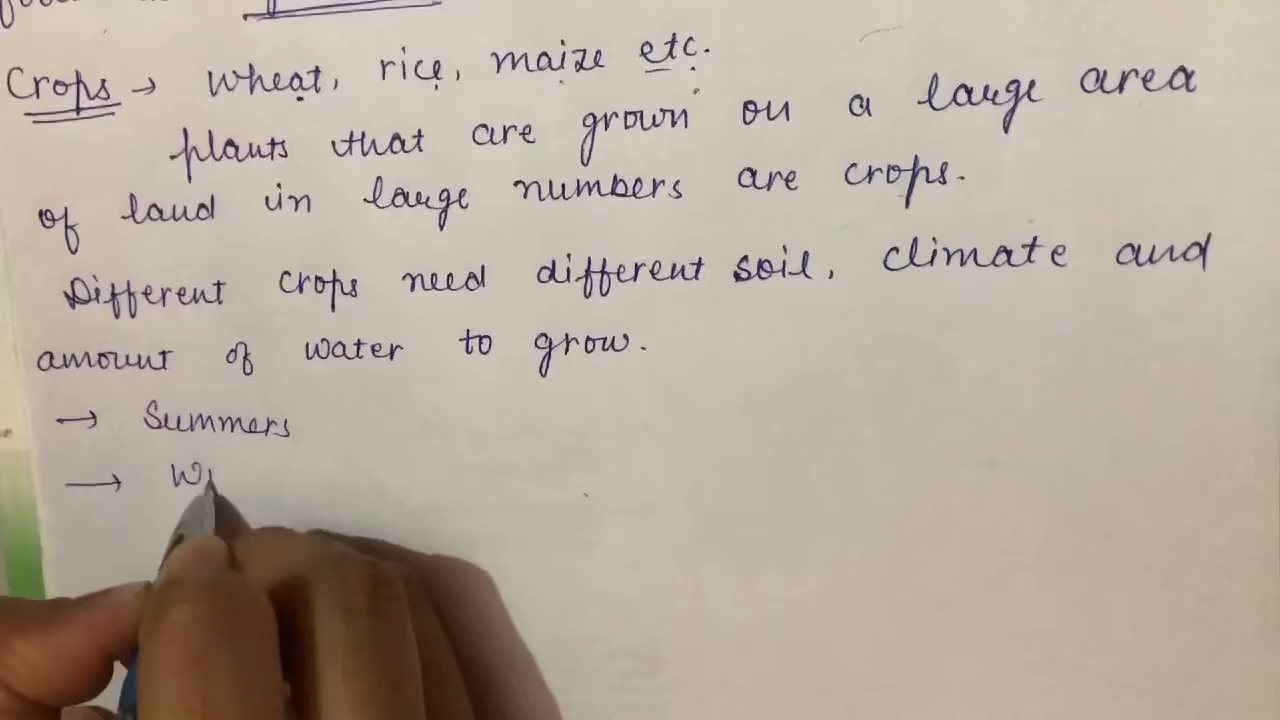 Crops → Wheat, rice, maize etc.
plants that are grown on a large area
of land in large numbers are crops.
Different crops need different soil, climate and
amount of water to grow.
→ Summers
→ Wi